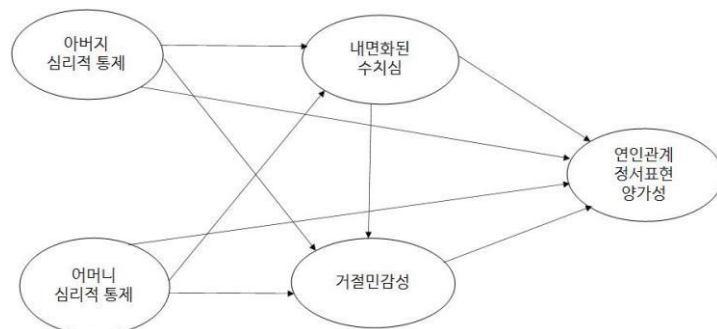 아버지
심리적 통제
내면화된
수치심
연인관계
정서표현
양가성
어머니
심리적 통제
거절민감성